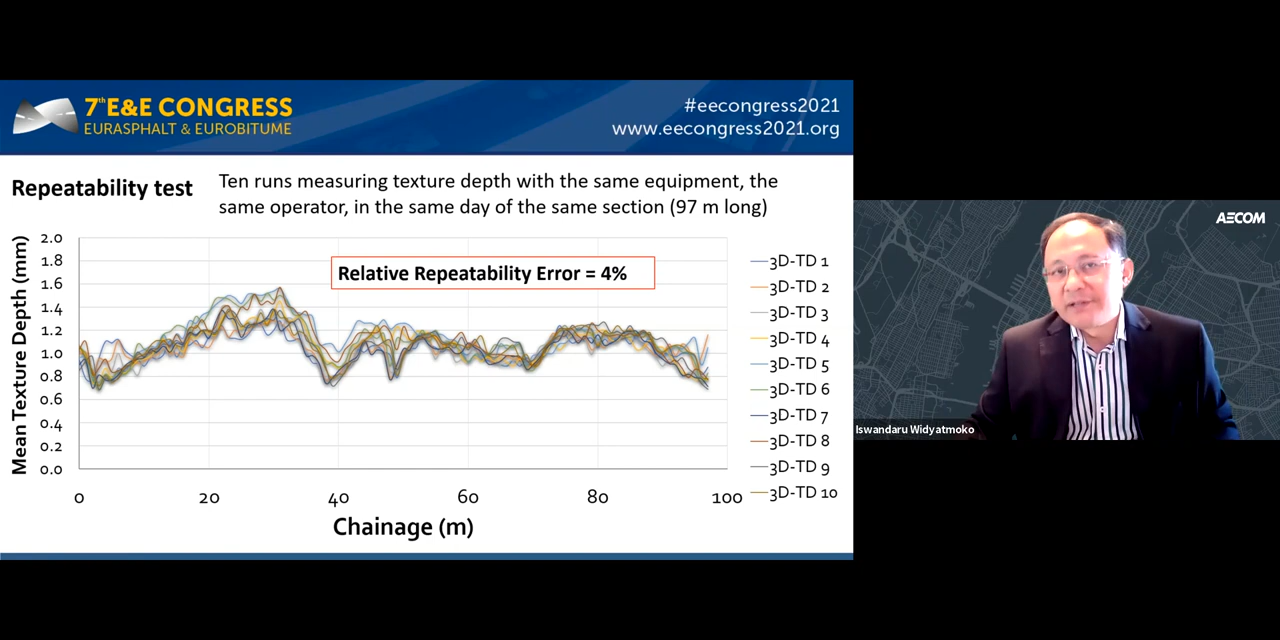 7th E&E CONGRESS
EURASPHALT & EUROBITUME
#eecongress2021
www.eecongress2021.org
Repeatability test
Ten runs measuring texture depth with the same equipment, the
same operator, in the same day of the same section (97 m long)
Mean Texture Depth (mm)
2.0
1.8
1.6
1.4
1.2
1.0
0.8
0.6
0.4
0.2
0.0
Relative Repeatability Error = 4%
0
20
40
60
80
100
Chainage (m)
3D-TD 1
3D-TD 2
3D-TD 3
3D-TD 4
3D-TD 5
3D-TD 6
3D-TD 7
3D-TD 8
3D-TD 9
3D-TD 10
AECOM
Iswandaru Widyatmoko